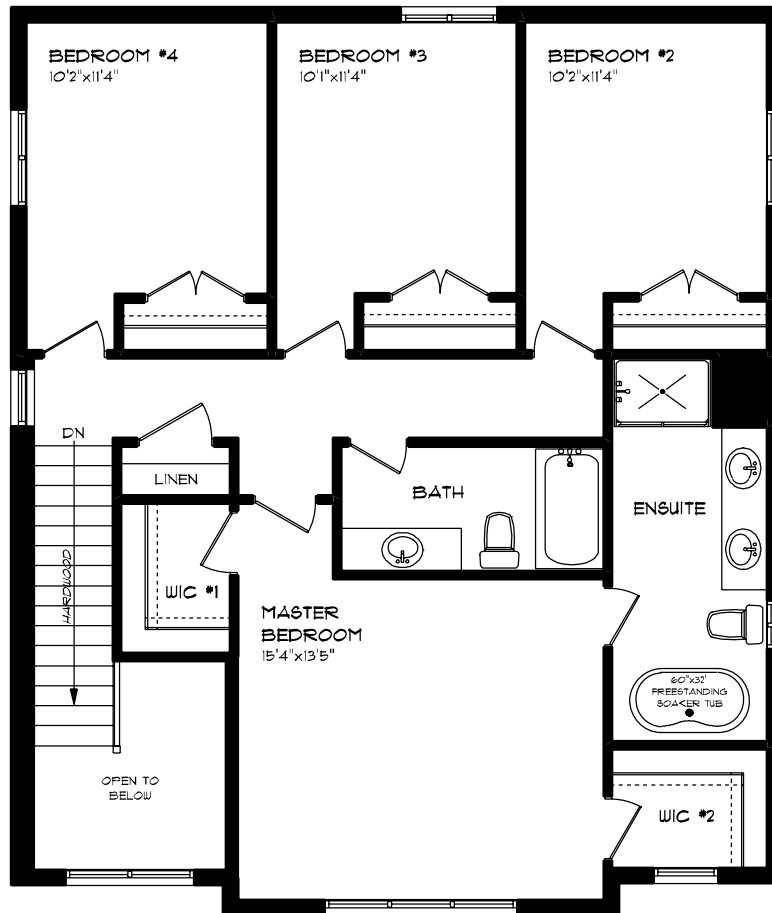 BEDROOM #4
10'2"x11'4"
BEDROOM #3
10'1"x11'4"
BEDROOM #2
10'2"x11'4"
DN
LINEN
BATH
ENSUITE
HARDWOOD
WIC #1
MASTER
BEDROOM
15'4"x13'5"
60"x32'
FREESTANDING
SOAKER TUB
OPEN TO
BELOW
WIC #2